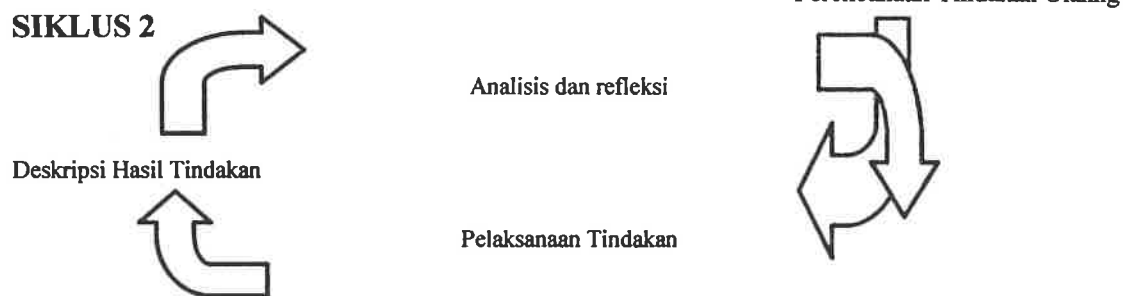 SIKLUS 2
Analisis dan refleksi
Deskripsi Hasil Tindakan
Pelaksanaan Tindakan